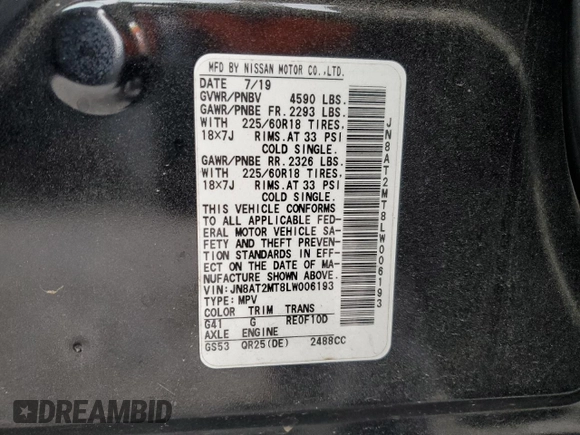 MFD BY NISSAN MOTOR CO.,LTD.
DATE 7/19
GVWR/PNBV 4590 LBS.
GAWR/PNBE FR. 2293 LBS.
WITH 225/60R18 TIRES.
18×7J RIMS.AT 33 PSI
COLD SINGLE.
GAWR/PNBE RR. 2326 LBS.
WITH 225/60R18 TIRES.
18×7J RIMS.AT 33 PSI
COLD SINGLE.
THIS VEHICLE CONFORMS
TO ALL APPLICABLE FED-
ERAL MOTOR VEHICLE SA-
FETY AND THEFT PREVEN-
TION STANDARDS IN EFF-
ECT ON THE DATE OF MA-
NUFACTURE SHOWN ABOVE.
VIN:JN8AT2MT8LW006193
TYPE:MPV
COLOR TRIM TRANS
G41 G RE0F10D
AXLE ENGINE
GS53 QR25(DE) 2488CC
JN8AT2MT8LW006193
DREAMBID